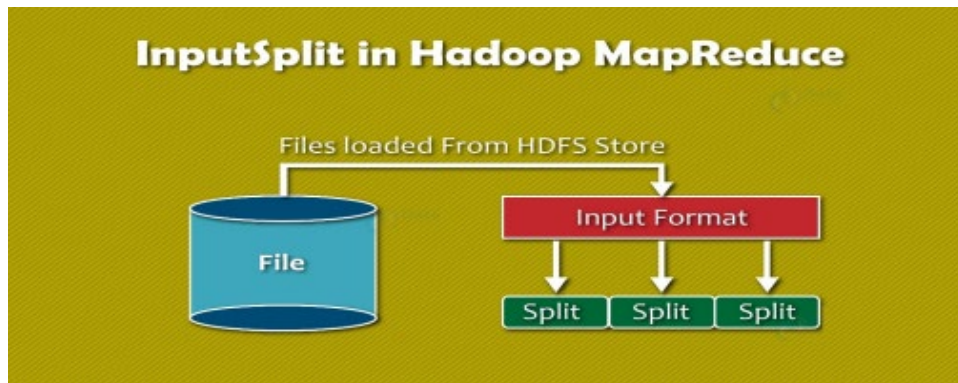 InputSplit in Hadoop MapReduce
Files loaded From HDFS Store
Input Format
File
Split Split Split